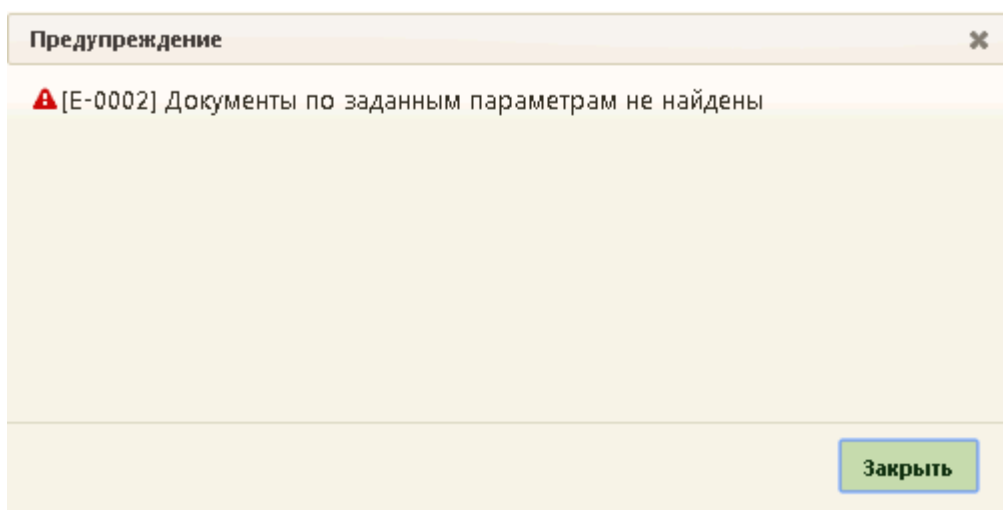 Предупреждение
[E-0002] Документы по заданным параметрам не найдены
Закрыть